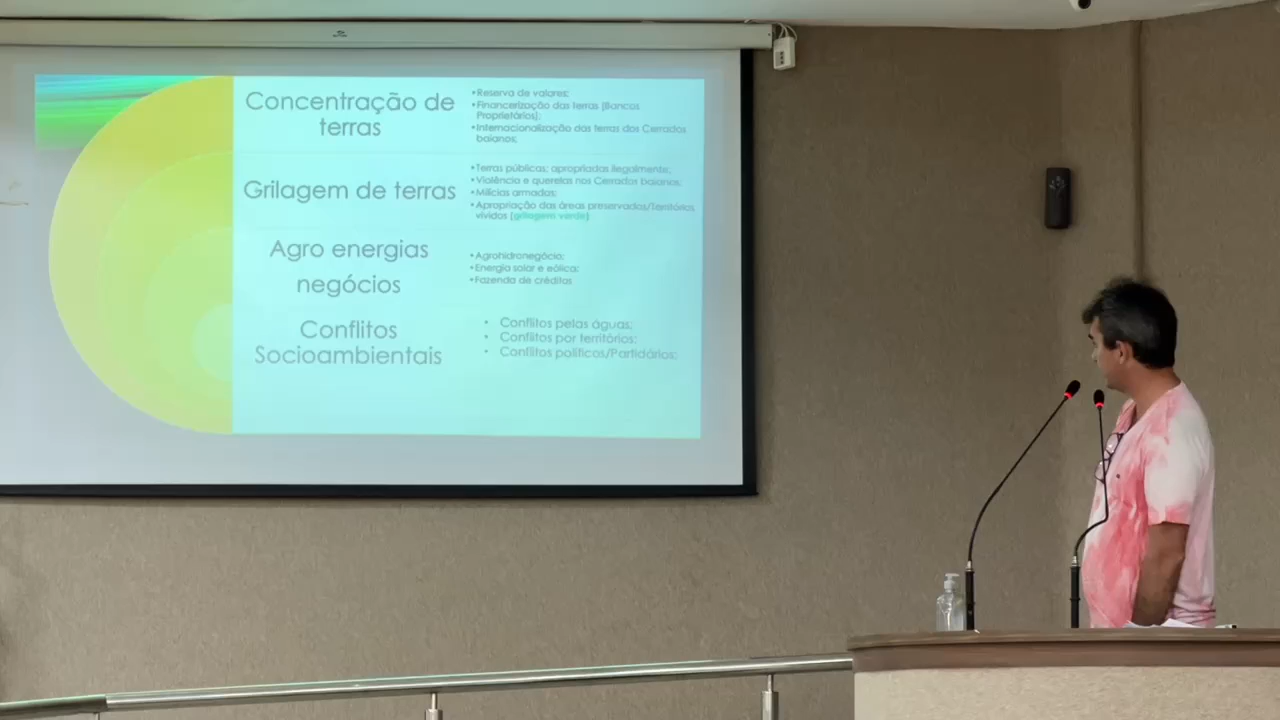 Concentração de
terras
•Reserva de valores;
•Financerização das terras (Bancos
Proprietários);
•Internacionalização das terras dos Cerrados
baianos;
Grilagem de terras
•Terras públicas; apropriadas ilegalmente;
•Violência e querelas nos Cerrados baianos;
•Milícias armadas;
•Apropriação das áreas preservadas/Territórios
vividos (grilagem verde)
Agro energias
negócios
•Agrohidronegócio;
•Energia solar e eólica;
•Fazenda de créditos
Conflitos
Socioambientais
• Conflitos pelas águas;
• Conflitos por territórios;
• Conflitos políticos/Partidários;